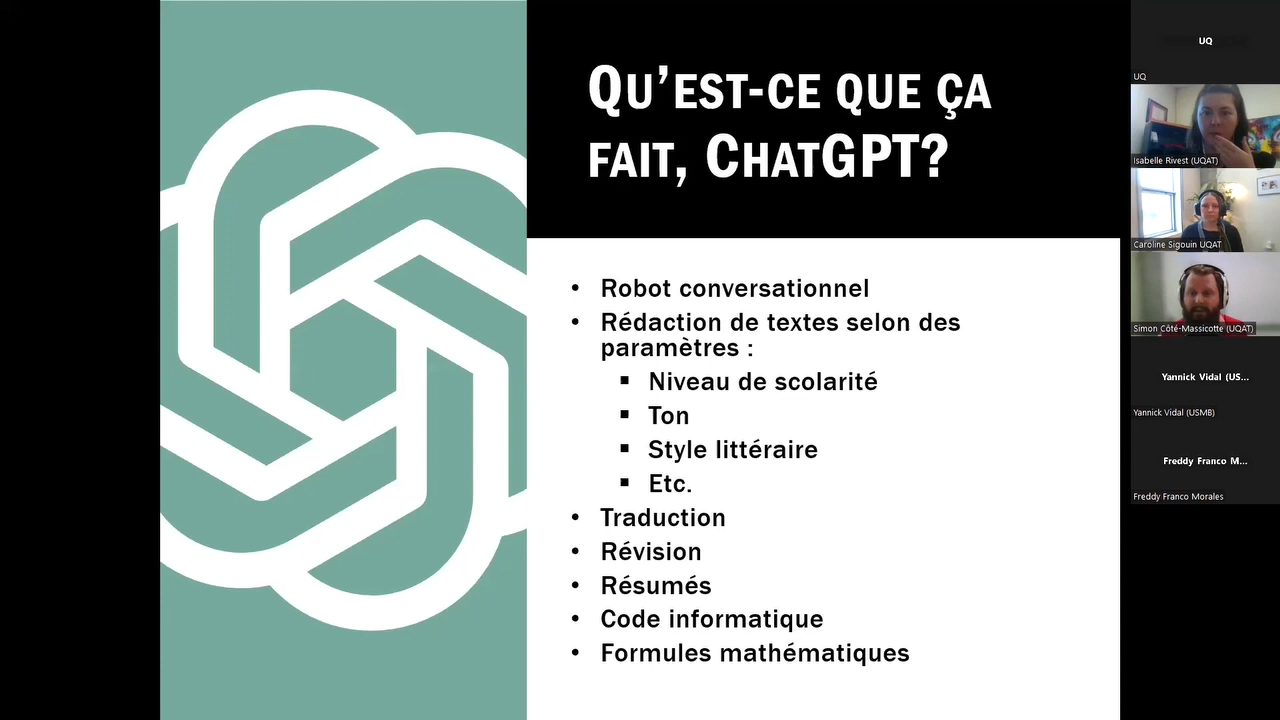 Qu'est-ce que ça
fait, ChatGPT?
• Robot conversationnel
• Rédaction de textes selon des
paramètres :
▪ Niveau de scolarité
▪ Ton
▪ Style littéraire
▪ Etc.
• Traduction
• Révision
• Résumés
• Code informatique
• Formules mathématiques
UQ
UQ
Isabelle Rivest (UQAT)
Caroline Sigouin UQAT
Simon Côté-Massicotte (UQAT)
Yannick Vidal (US...
Yannick Vidal (USMB)
Freddy Franco M...
Freddy Franco Morales